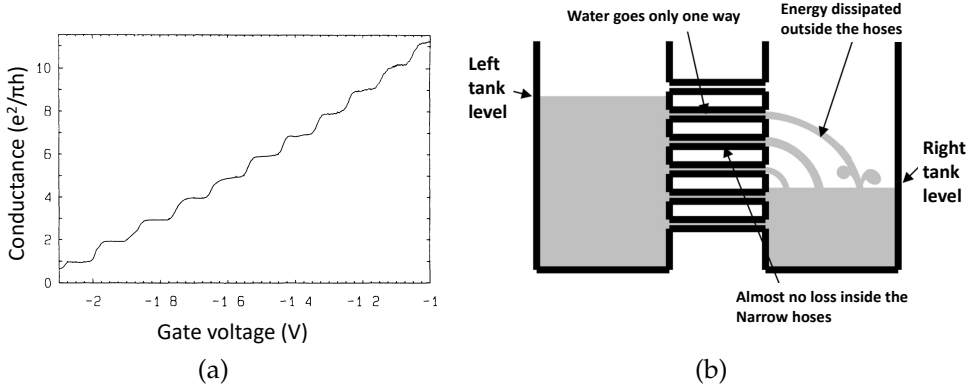 Conductance (e²/πh)
10
8
6
4
2
0
-2
-1 8
-1 6
-1 4
-1 2
-1
Gate voltage (V)
(a)
Water goes only one way
Energy dissipated
outside the hoses
Left
tank
level
Right
tank
level
Almost no loss inside the
Narrow hoses
(b)